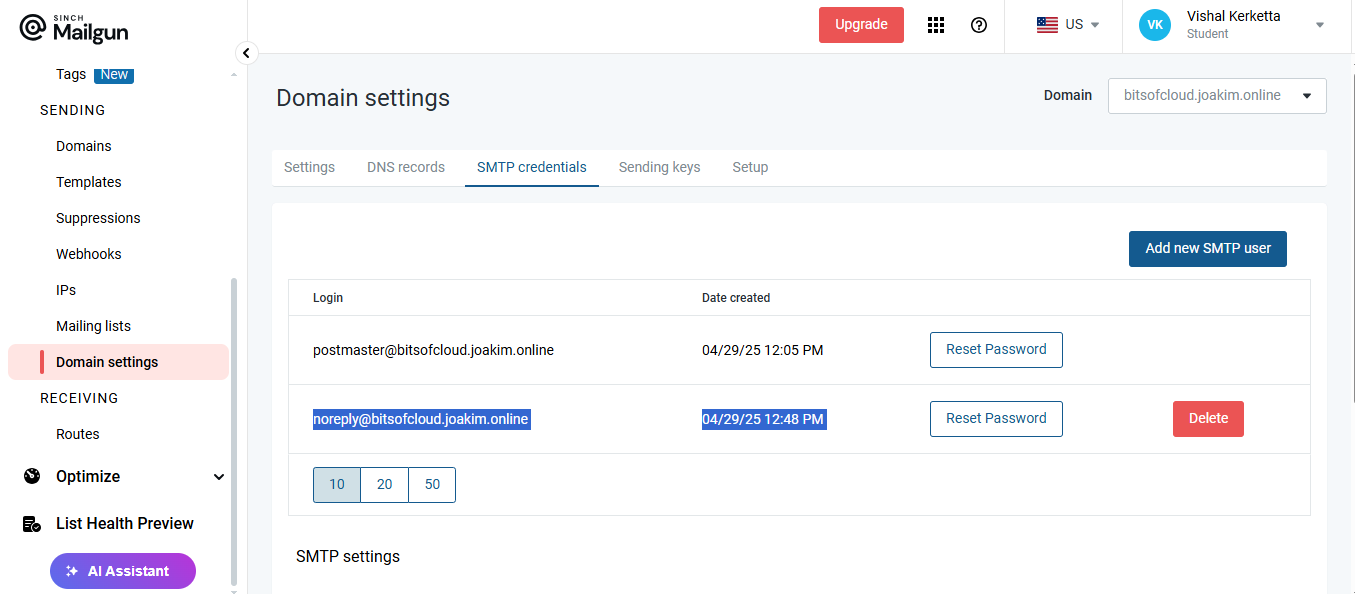 SINCH
Mailgun
Upgrade
US
VK
Vishal Kerketta
Student
Tags New
SENDING
Domains
Templates
Suppressions
Webhooks
IPs
Mailing lists
Domain settings
RECEIVING
Routes
Optimize
List Health Preview
AI Assistant
Domain settings
Domain bitsofcloud.joakim.online
Settings DNS records SMTP credentials Sending keys Setup
Add new SMTP user
Login Date created
postmaster@bitsofcloud.joakim.online 04/29/25 12:05 PM Reset Password
noreply@bitsofcloud.joakim.online 04/29/25 12:48 PM Reset Password Delete
10 20 50
SMTP settings